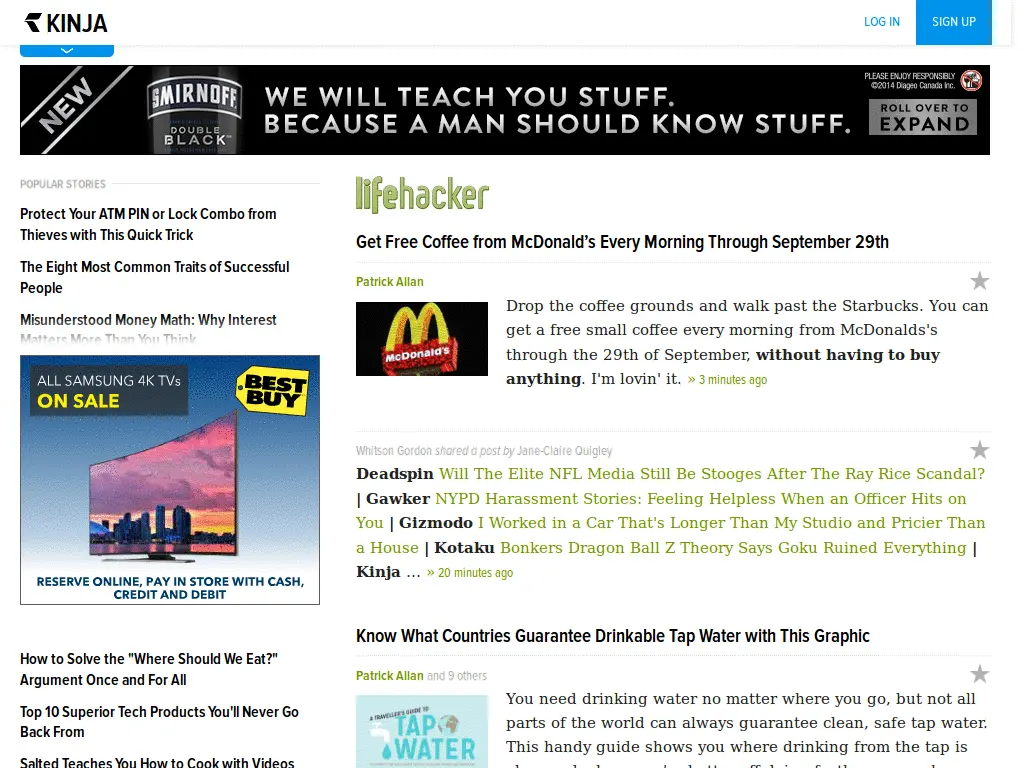 KINJA
LOG IN
SIGN UP
NEW
SMIRNOFF
DOUBLE
BLACK
WE WILL TEACH YOU STUFF.
BECAUSE A MAN SHOULD KNOW STUFF.
PLEASE ENJOY RESPONSIBLY
©2014 Diageo Canada Inc.
ROLL OVER TO
EXPAND
POPULAR STORIES
Protect Your ATM PIN or Lock Combo from
Thieves with This Quick Trick
The Eight Most Common Traits of Successful
People
Misunderstood Money Math: Why Interest
Matters More Than You Think
ALL SAMSUNG 4K TVs
ON SALE
BEST
BUY
RESERVE ONLINE, PAY IN STORE WITH CASH,
CREDIT AND DEBIT
How to Solve the "Where Should We Eat?"
Argument Once and For All
Top 10 Superior Tech Products You'll Never Go
Back From
Salted Teaches You How to Cook with Videos
lifehacker
Get Free Coffee from McDonald’s Every Morning Through September 29th
Patrick Allan
McDonald's
Drop the coffee grounds and walk past the Starbucks. You can
get a free small coffee every morning from McDonalds's
through the 29th of September, without having to buy
anything. I'm lovin' it. » 3 minutes ago
Whitson Gordon shared a post by Jane-Claire Quigley
Deadspin Will The Elite NFL Media Still Be Stooges After The Ray Rice Scandal?
| Gawker NYPD Harassment Stories: Feeling Helpless When an Officer Hits on
You | Gizmodo I Worked in a Car That's Longer Than My Studio and Pricier Than
a House | Kotaku Bonkers Dragon Ball Z Theory Says Goku Ruined Everything |
Kinja ... » 20 minutes ago
Know What Countries Guarantee Drinkable Tap Water with This Graphic
Patrick Allan and 9 others
A TRAVELLER'S GUIDE TO
TAP
WATER
You need drinking water no matter where you go, but not all
parts of the world can always guarantee clean, safe tap water.
This handy guide shows you where drinking from the tap is